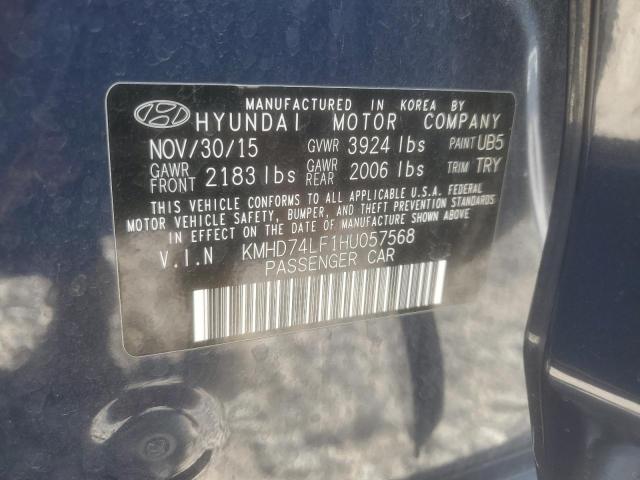 MANUFACTURED IN KOREA BY
HYUNDAI MOTOR COMPANY
NOV/30/15 GVWR 3924 lbs PAINT UB5
GAWR FRONT 2183 lbs GAWR REAR 2006 lbs TRIM TRY
THIS VEHICLE CONFORMS TO ALL APPLICABLE U.S.A. FEDERAL
MOTOR VEHICLE SAFETY, BUMPER, AND THEFT PREVENTION STANDARDS
IN EFFECT ON THE DATE OF MANUFACTURE SHOWN ABOVE.
V.I.N KMHD74LF1HU057568
PASSENGER CAR